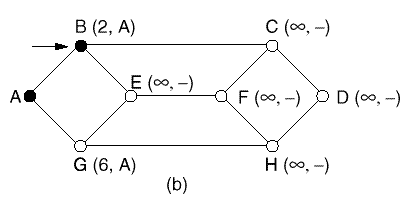 B (2, A)
C (∞, −)
E (∞, −)
A
F (∞, −)
D (∞, −)
G (6, A)
H (∞, −)
(b)